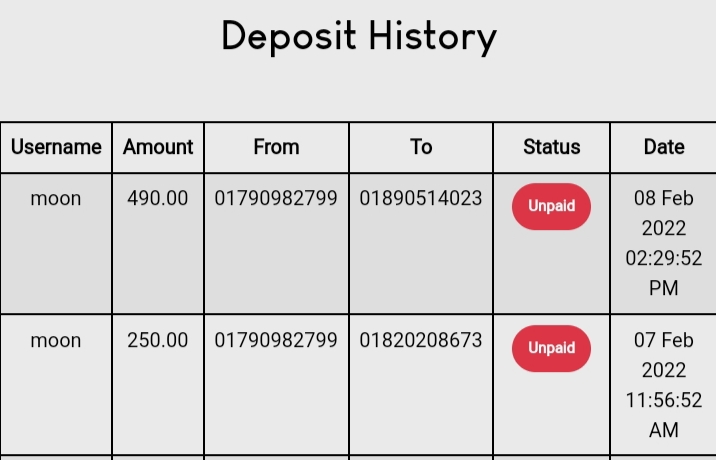 Deposit History
Username Amount From To Status Date
moon 490.00 01790982799 01890514023 Unpaid 08 Feb
2022
02:29:52
PM
moon 250.00 01790982799 01820208673 Unpaid 07 Feb
2022
11:56:52
AM